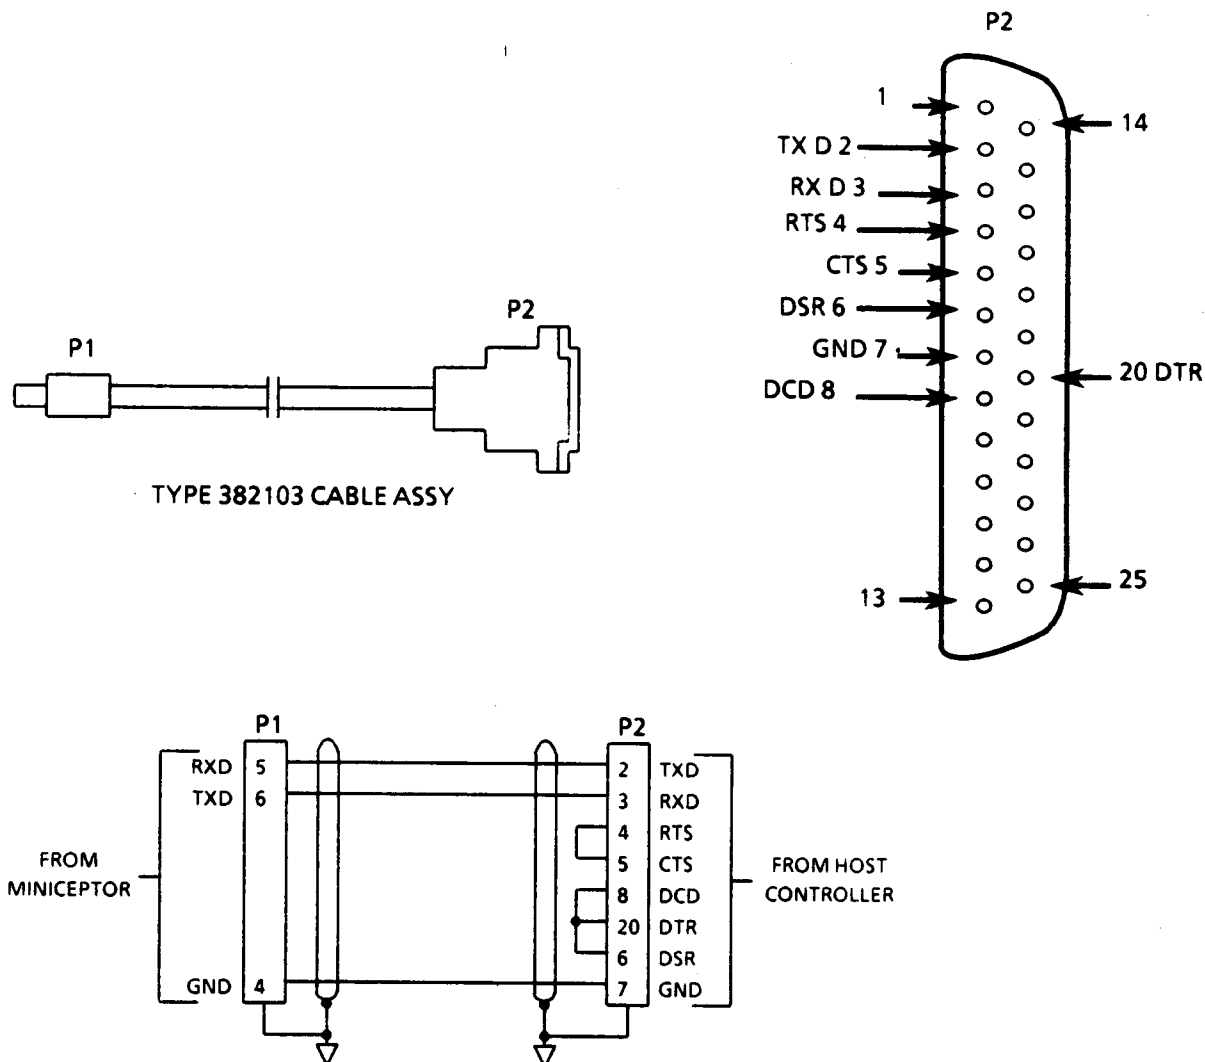 P2
1
14
TX D 2
RX D 3
RTS 4
CTS 5
DSR 6
GND 7
20 DTR
DCD 8
13
25
P1
P2
TYPE 382103 CABLE ASSY
P1
P2
RXD 5
2 TXD
TXD 6
3 RXD
4 RTS
5 CTS
8 DCD
20 DTR
6 DSR
GND 4
7 GND
FROM
MINICEPTOR
FROM HOST
CONTROLLER